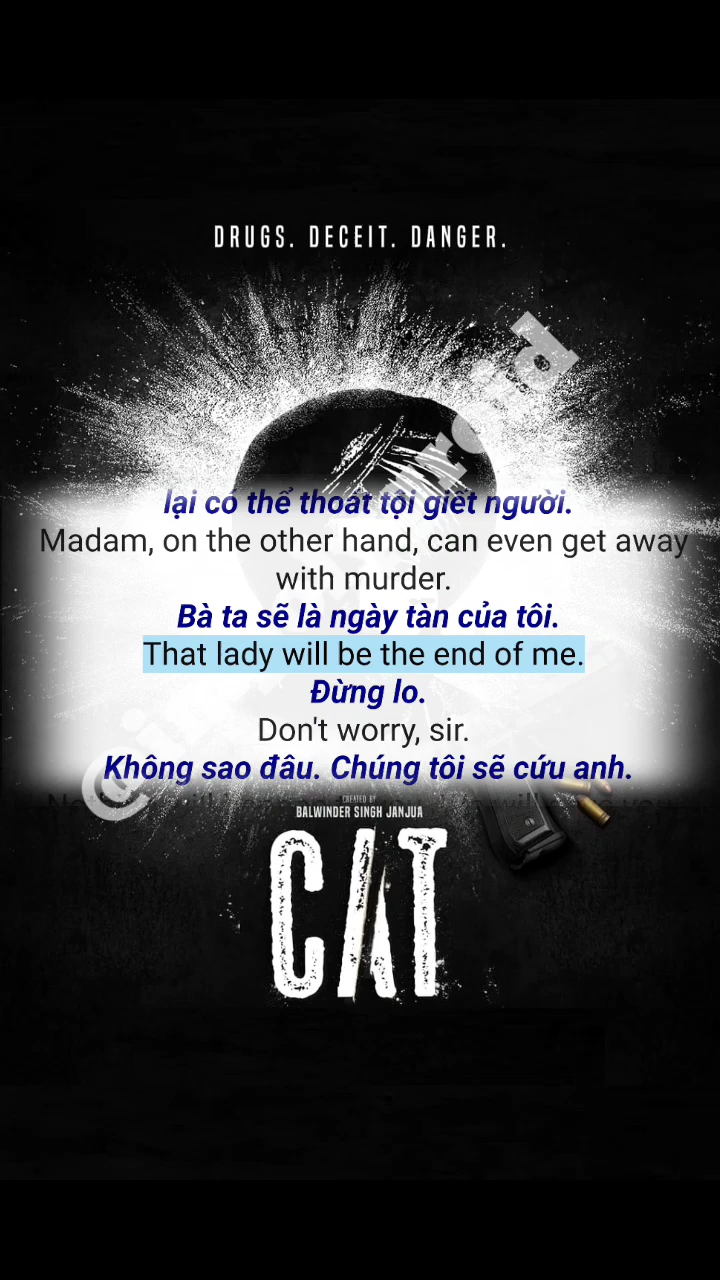 DRUGS. DECEIT. DANGER.
lại có thể thoát tội giết người.
Madam, on the other hand, can even get away
with murder.
Bà ta sẽ là ngày tàn của tôi.
That lady will be the end of me.
Đừng lo.
Don't worry, sir.
Không sao đâu. Chúng tôi sẽ cứu anh.
CREATED BY
BALWINDER SINGH JANJUA
CAT